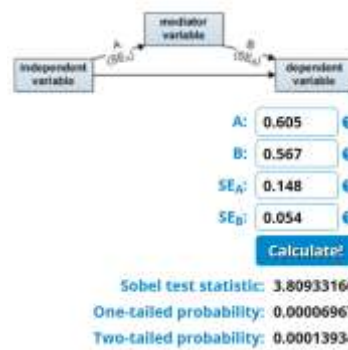 mediator
variable
A
(SEA)
B
(SEB)
independent
variable
dependent
variable
A: 0.605
B: 0.567
SEA: 0.148
SEB: 0.054
Calculate!
Sobel test statistic: 3.8093316
One-tailed probability: 0.0000696
Two-tailed probability: 0.0001393